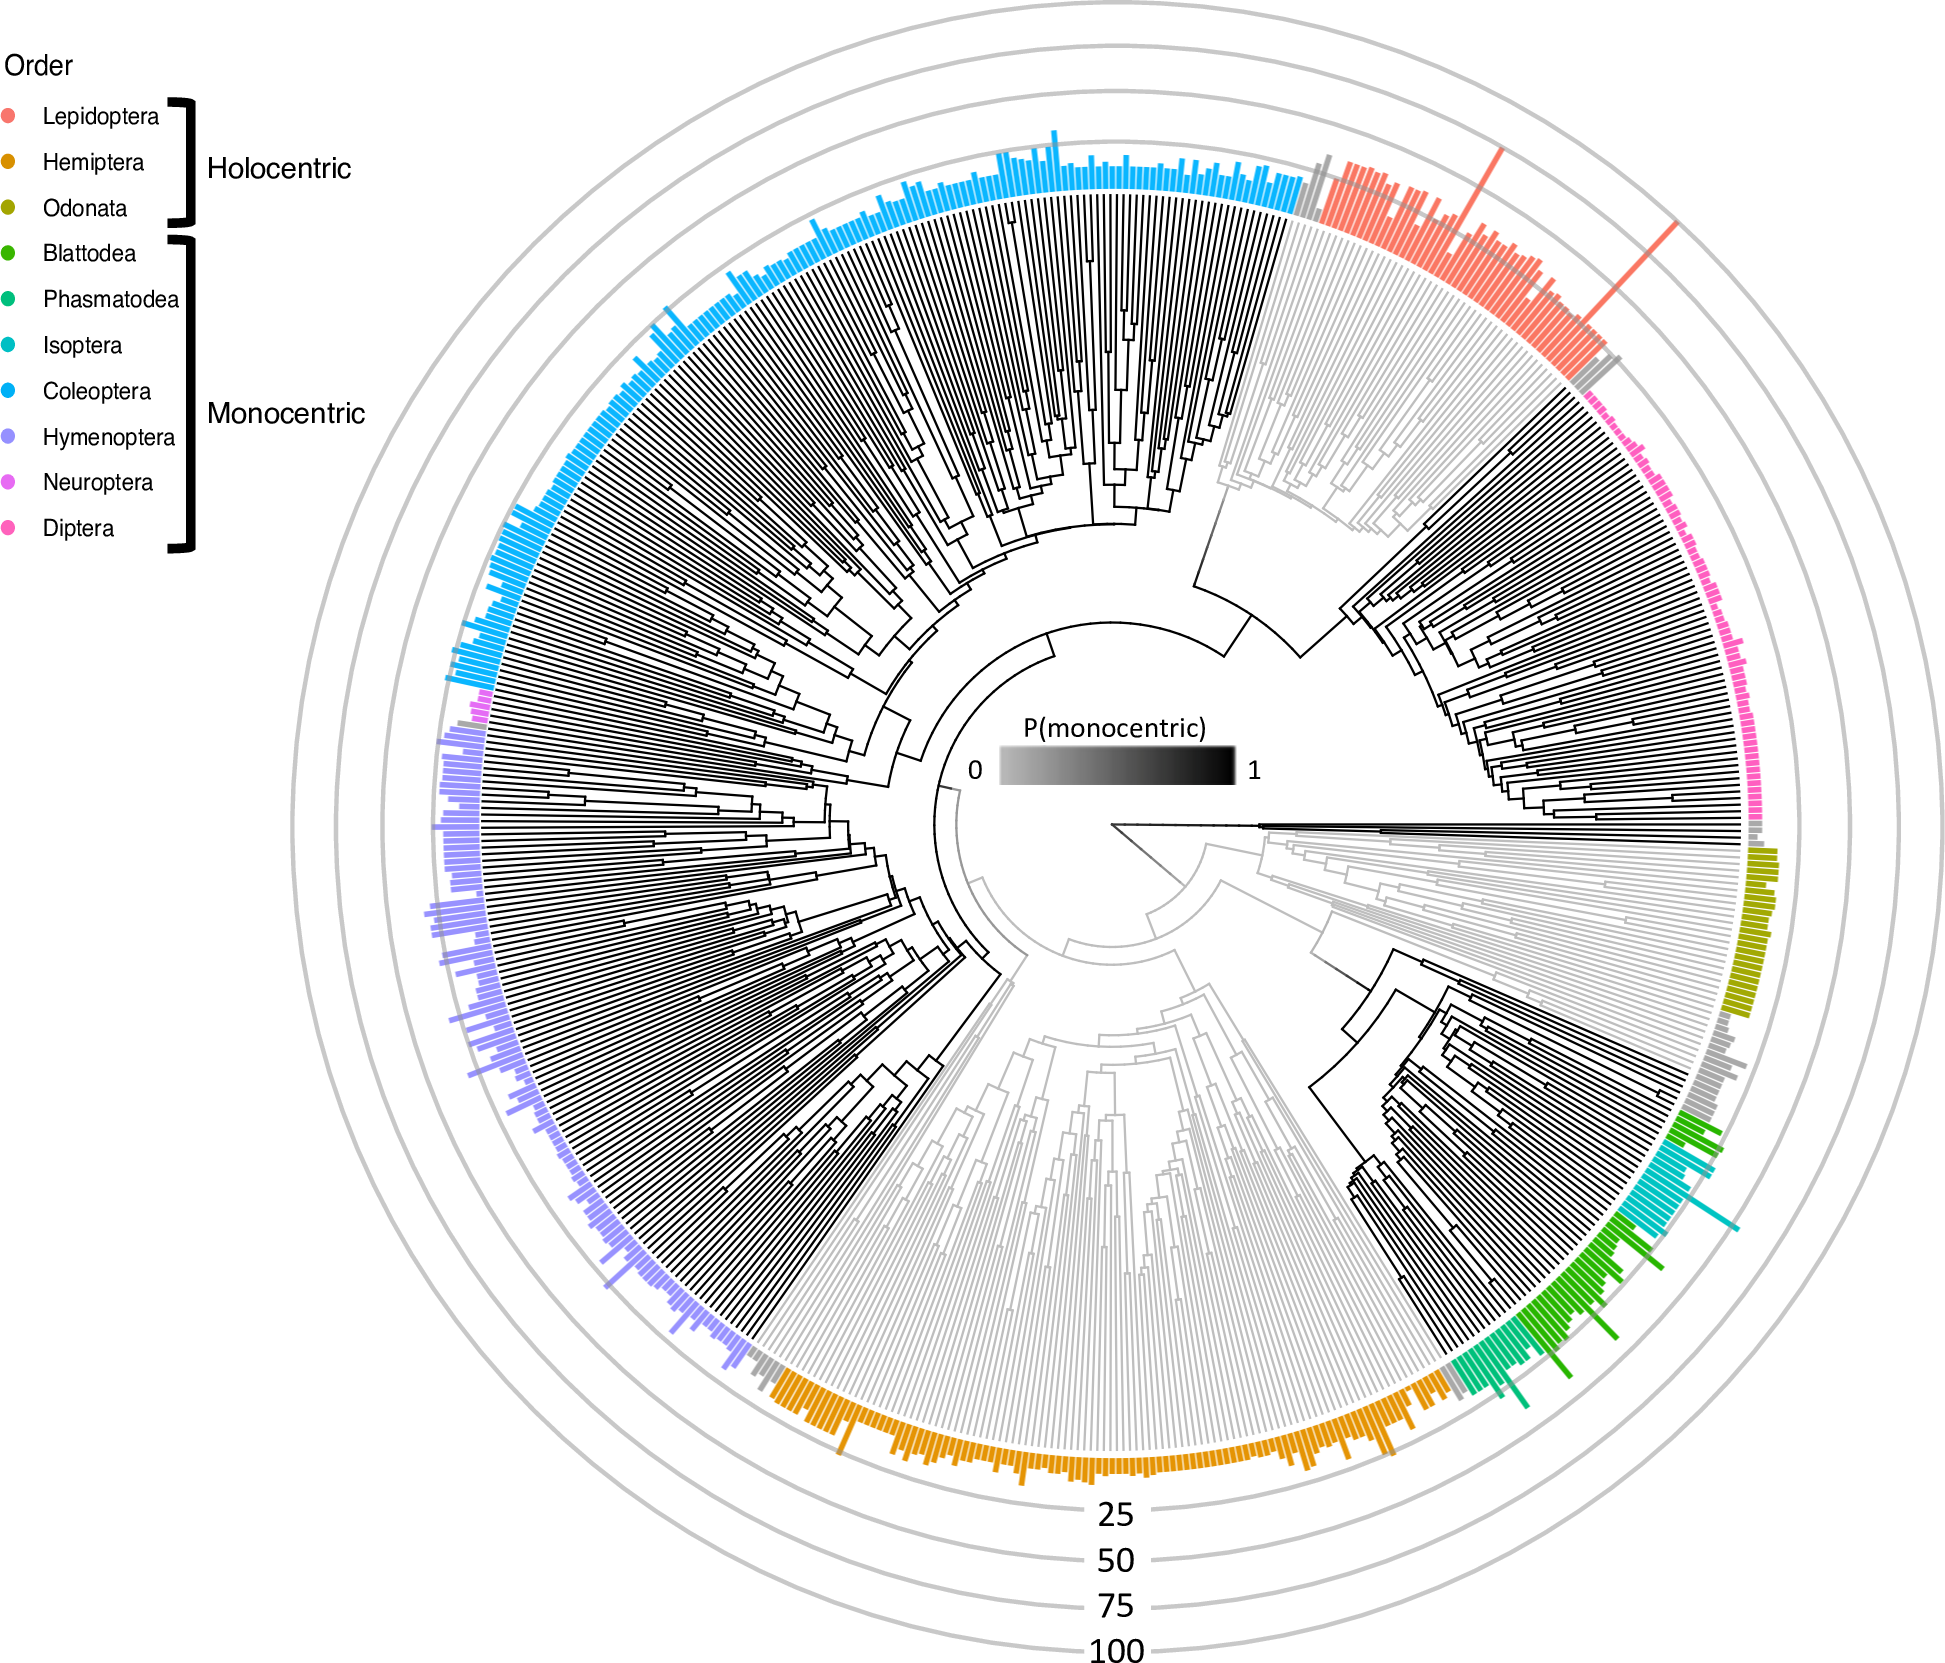 Order
Lepidoptera
Hemiptera
Odonata
Holocentric
Blattodea
Phasmatodea
Isoptera
Coleoptera
Hymenoptera
Neuroptera
Diptera
Monocentric
P(monocentric)
0 1
25
50
75
100